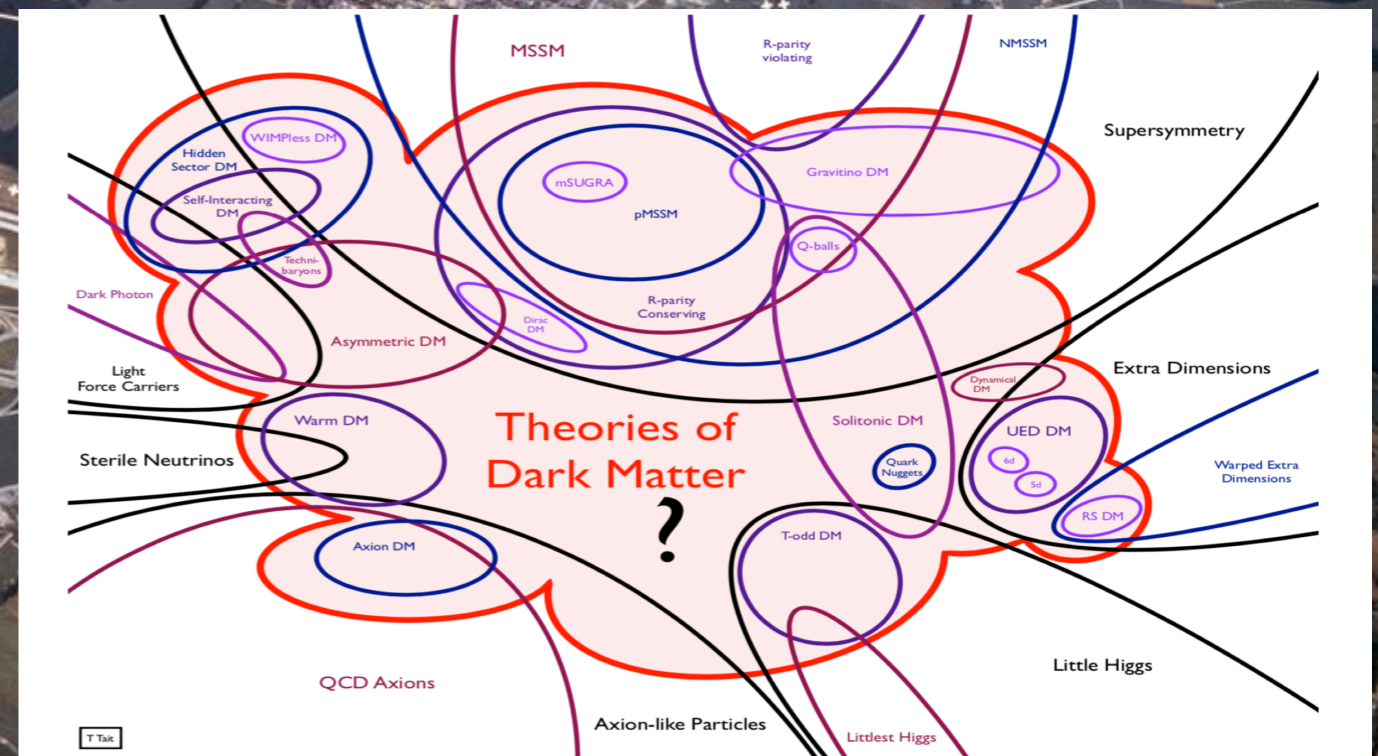 MSSM
R-parity
violating
NMSSM
Supersymmetry
WIMPless DM
Hidden
Sector DM
Gravitino DM
mSUGRA
pMSSM
Self-Interacting
DM
Q-balls
Techni-
baryons
Dark Photon
R-parity
Conserving
Dirac
DM
Asymmetric DM
Light
Force Carriers
Extra Dimensions
Dynamical
DM
Warm DM
Theories of
Dark Matter
?
Solitonic DM
UED DM
Sterile Neutrinos
Quark
Nuggets
6d
5d
Warped Extra
Dimensions
RS DM
Axion DM
T-odd DM
Little Higgs
QCD Axions
Axion-like Particles
Littlest Higgs
T Tait